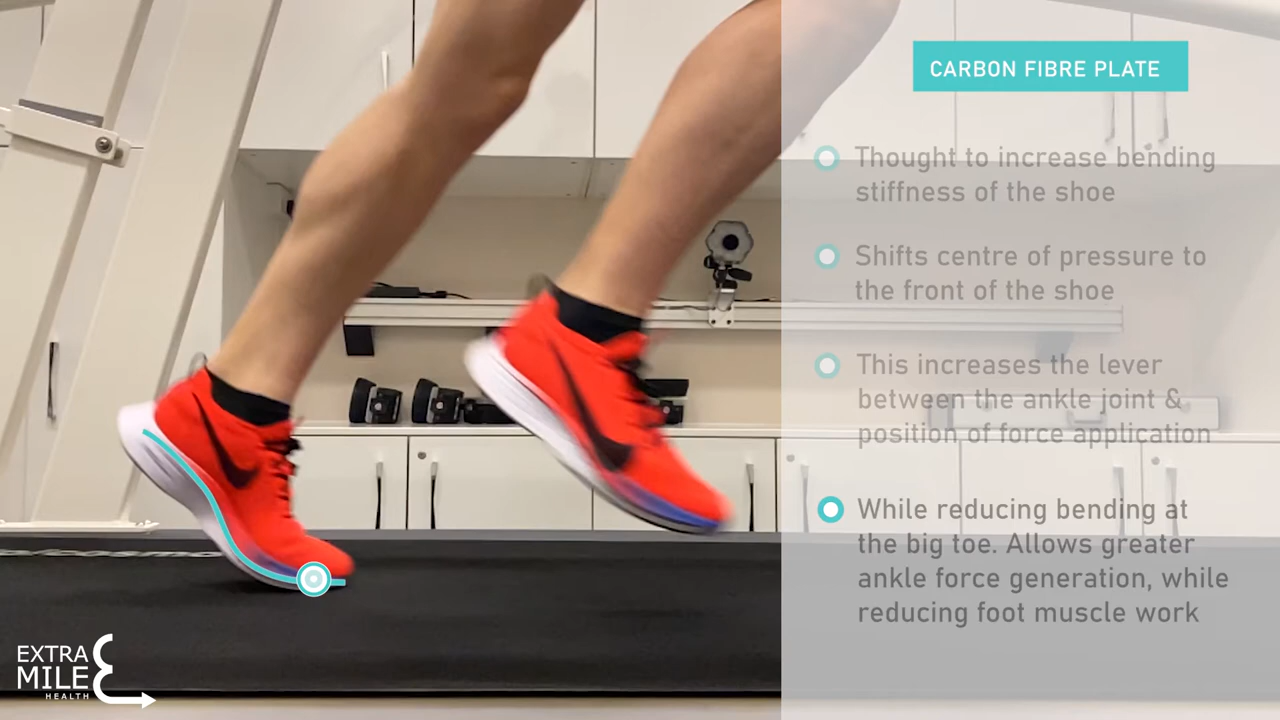 CARBON FIBRE PLATE
Thought to increase bending
stiffness of the shoe
Shifts centre of pressure to
the front of the shoe
This increases the lever
between the ankle joint &
position of force application
While reducing bending at
the big toe. Allows greater
ankle force generation, while
reducing foot muscle work
EXTRA
MILE
HEALTH